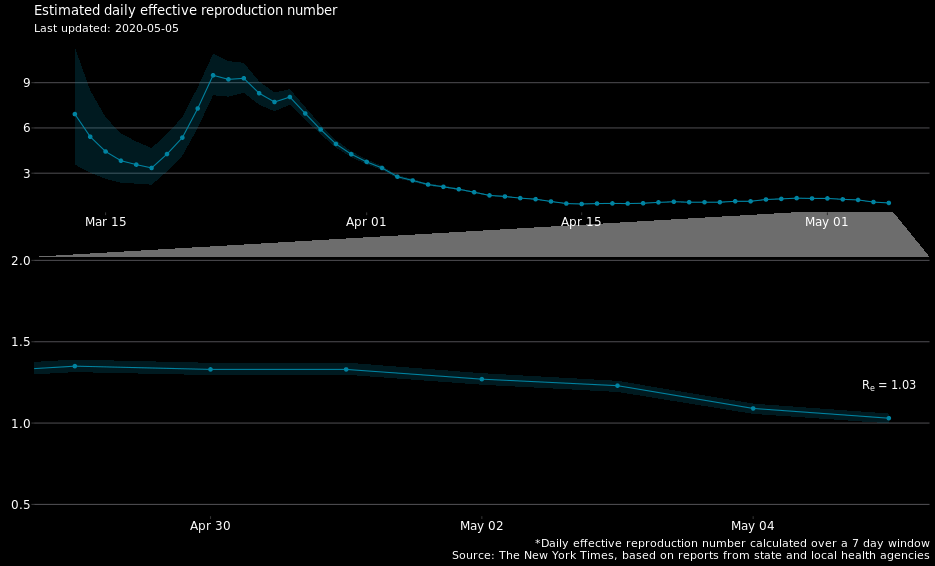 Estimated daily effective reproduction number
Last updated: 2020-05-05
9
6
3
Mar 15 Apr 01 Apr 15 May 01
2.0
1.5
Re = 1.03
1.0
0.5
Apr 30 May 02 May 04
*Daily effective reproduction number calculated over a 7 day window
Source: The New York Times, based on reports from state and local health agencies